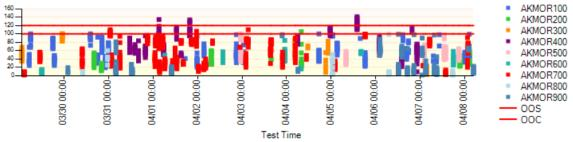 160
140
120
100
80
60
40
20
0
03/30 00:00
03/31 00:00
04/01 00:00
04/02 00:00
04/03 00:00
04/04 00:00
04/05 00:00
04/06 00:00
04/07 00:00
04/08 00:00
Test Time
AKMOR100
AKMOR200
AKMOR300
AKMOR400
AKMOR500
AKMOR600
AKMOR700
AKMOR800
AKMOR900
OOS
OOC